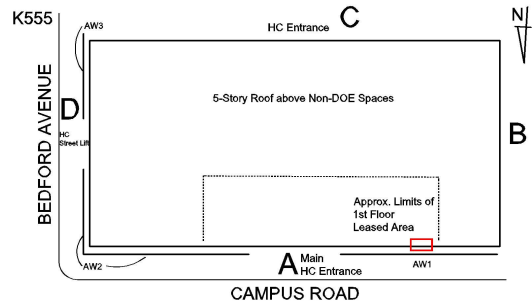 K555
AW3
HC Entrance
C
N
5-Story Roof above Non-DOE Spaces
BEDFORD AVENUE
D
HC
Street Lift
B
Approx. Limits of
1st Floor
Leased Area
AW2
A
Main
HC Entrance
AW1
CAMPUS ROAD